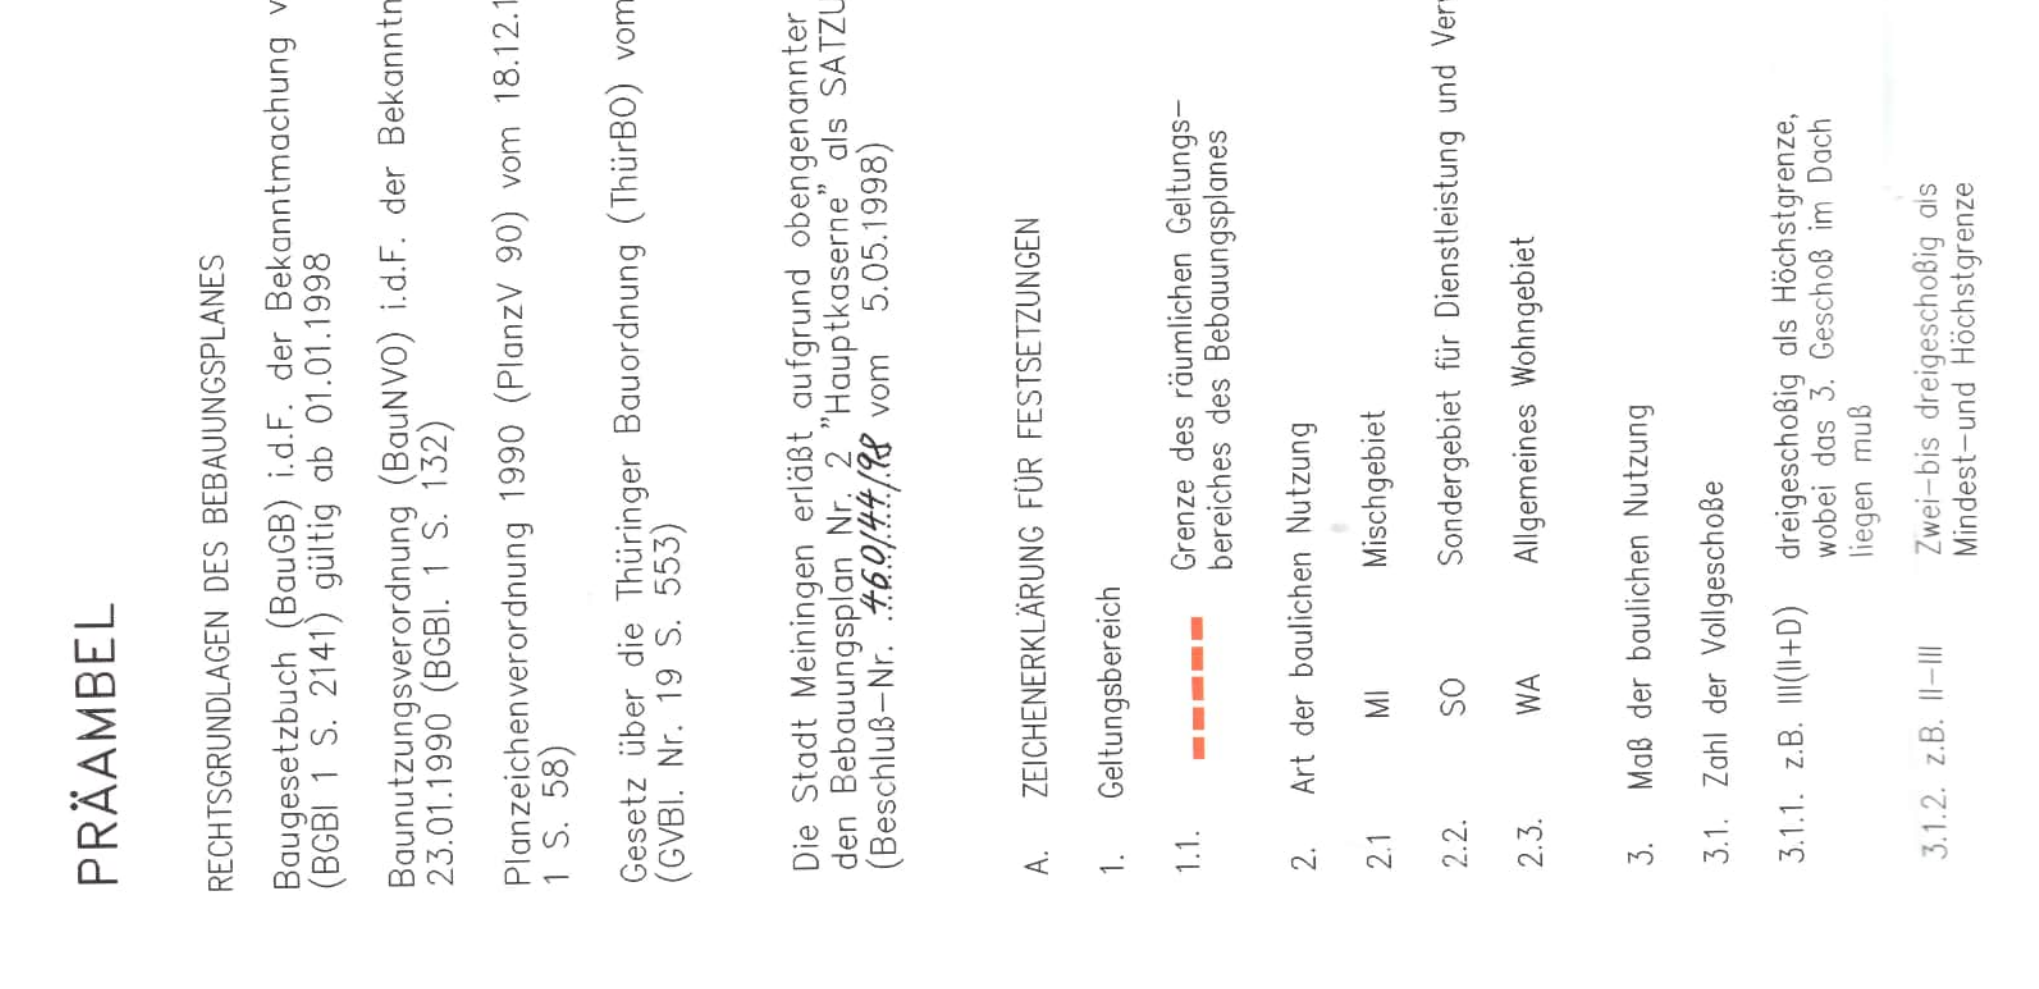 PRÄAMBEL
RECHTSGRUNDLAGEN DES BEBAUUNGSPLANES
Baugesetzbuch (BauGB) i.d.F. der Bekanntmachung v
(BGBl 1 S. 2141) gültig ab 01.01.1998
Baunutzungsverordnung (BauNVO) i.d.F. der Bekanntn
23.01.1990 (BGBl. 1 S. 132)
Planzeichenverordnung 1990 (PlanzV 90) vom 18.12.1
1 S. 58)
Gesetz über die Thüringer Bauordnung (ThürBO) vom
(GVBl. Nr. 19 S. 553)
Die Stadt Meiningen erläßt aufgrund obengenannter
den Bebauungsplan Nr. 2 "Hauptkaserne" als SATZU
(Beschluß-Nr. 460/44/98 vom 5.05.1998)
A. ZEICHENERKLÄRUNG FÜR FESTSETZUNGEN
1. Geltungsbereich
1.1. Grenze des räumlichen Geltungs-
bereiches des Bebauungsplanes
2. Art der baulichen Nutzung
2.1 MI Mischgebiet
2.2. SO Sondergebiet für Dienstleistung und Ver
2.3. WA Allgemeines Wohngebiet
3. Maß der baulichen Nutzung
3.1. Zahl der Vollgeschoße
3.1.1. z.B. III(II+D) dreigeschoßig als Höchstgrenze,
wobei das 3. Geschoß im Dach
liegen muß
3.1.2. z.B. II-III Zwei-bis dreigeschoßig als
Mindest-und Höchstgrenze